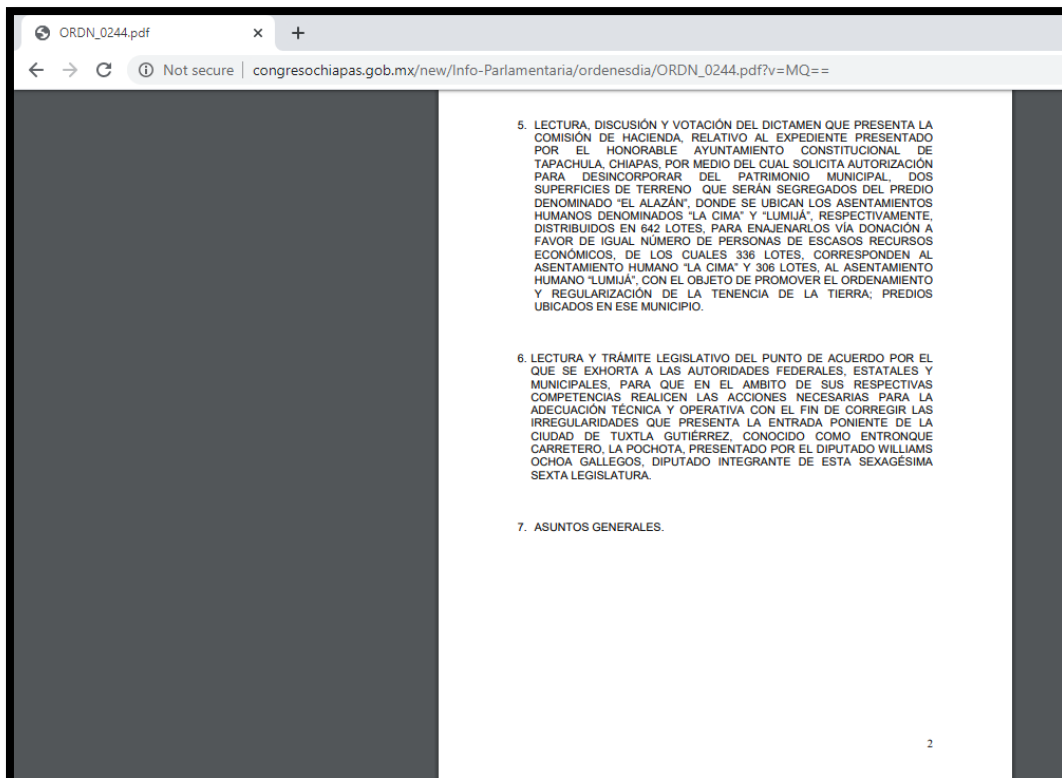 ORDN_0244.pdf
Not secure | congresochiapas.gob.mx/new/Info-Parlamentaria/ordenesdia/ORDN_0244.pdf?v=MQ==
5. LECTURA, DISCUSIÓN Y VOTACIÓN DEL DICTAMEN QUE PRESENTA LA
COMISIÓN DE HACIENDA, RELATIVO AL EXPEDIENTE PRESENTADO
POR EL HONORABLE AYUNTAMIENTO CONSTITUCIONAL DE
TAPACHULA, CHIAPAS, POR MEDIO DEL CUAL SOLICITA AUTORIZACIÓN
PARA DESINCORPORAR DEL PATRIMONIO MUNICIPAL, DOS
SUPERFICIES DE TERRENO QUE SERÁN SEGREGADOS DEL PREDIO
DENOMINADO “EL ALAZÁN”, DONDE SE UBICAN LOS ASENTAMIENTOS
HUMANOS DENOMINADOS “LA CIMA” Y “LUMIJÁ”, RESPECTIVAMENTE,
DISTRIBUIDOS EN 642 LOTES, PARA ENAJENARLOS VÍA DONACIÓN A
FAVOR DE IGUAL NÚMERO DE PERSONAS DE ESCASOS RECURSOS
ECONÓMICOS, DE LOS CUALES 336 LOTES, CORRESPONDEN AL
ASENTAMIENTO HUMANO “LA CIMA” Y 306 LOTES, AL ASENTAMIENTO
HUMANO “LUMIJÁ”, CON EL OBJETO DE PROMOVER EL ORDENAMIENTO
Y REGULARIZACIÓN DE LA TENENCIA DE LA TIERRA; PREDIOS
UBICADOS EN ESE MUNICIPIO.
6. LECTURA Y TRÁMITE LEGISLATIVO DEL PUNTO DE ACUERDO POR EL
QUE SE EXHORTA A LAS AUTORIDADES FEDERALES, ESTATALES Y
MUNICIPALES, PARA QUE EN EL AMBITO DE SUS RESPECTIVAS
COMPETENCIAS REALICEN LAS ACCIONES NECESARIAS PARA LA
ADECUACIÓN TÉCNICA Y OPERATIVA CON EL FIN DE CORREGIR LAS
IRREGULARIDADES QUE PRESENTA LA ENTRADA PONIENTE DE LA
CIUDAD DE TUXTLA GUTIÉRREZ, CONOCIDO COMO ENTRONQUE
CARRETERO, LA POCHOTA, PRESENTADO POR EL DIPUTADO WILLIAMS
OCHOA GALLEGOS, DIPUTADO INTEGRANTE DE ESTA SEXAGÉSIMA
SEXTA LEGISLATURA.
7. ASUNTOS GENERALES.
2